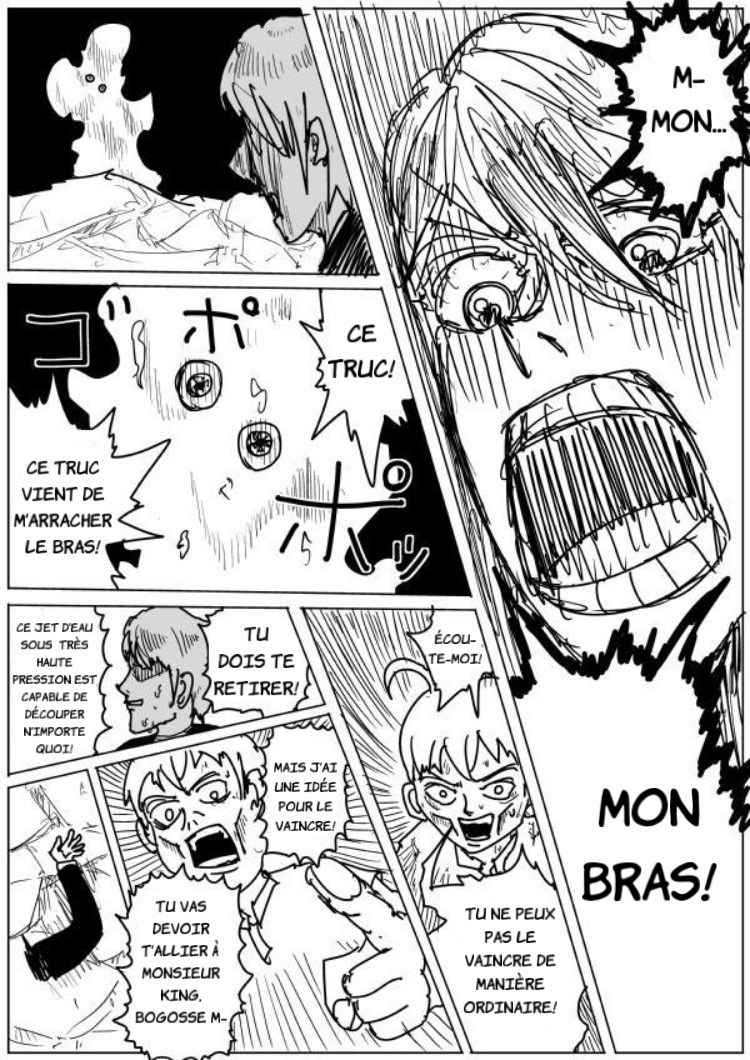 M-
MON...
MON
BRAS!
CE
TRUC!
ゴポ
CE TRUC
VIENT DE
M'ARRACHER
LE BRAS!
ポッ
ÉCOU-
TE-MOI!
TU NE PEUX
PAS LE
VAINCRE DE
MANIÈRE
ORDINAIRE!
TU
DOIS TE
RETIRER!
CE JET D'EAU
SOUS TRÈS
HAUTE
PRESSION EST
CAPABLE DE
DÉCOUPER
N'IMPORTE
QUOI!
MAIS J'AI
UNE IDÉE
POUR LE
VAINCRE!
TU VAS
DEVOIR
T'ALLIER À
MONSIEUR
KING,
BOGOSSE M-